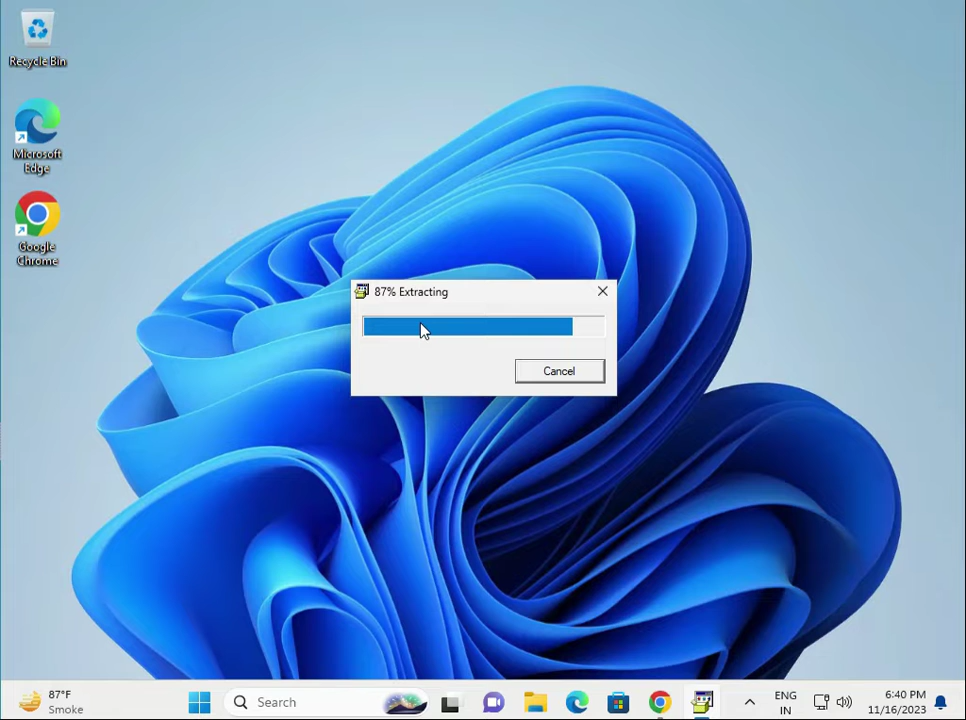 Recycle Bin
Microsoft
Edge
Google
Chrome
87% Extracting
Cancel
87°F
Smoke
Search
ENG
IN
6:40 PM
11/16/2023